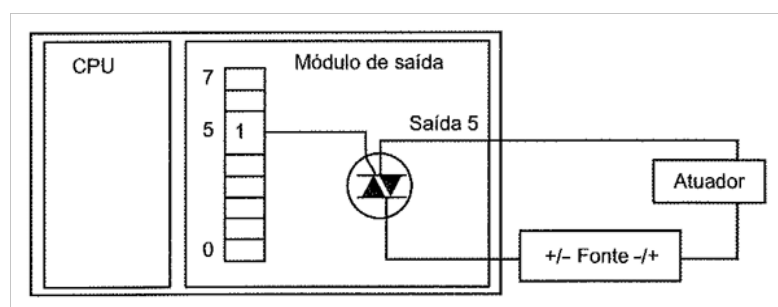 CPU
Módulo de saída
7
5
1
0
Saída 5
Atuador
+/– Fonte -/+